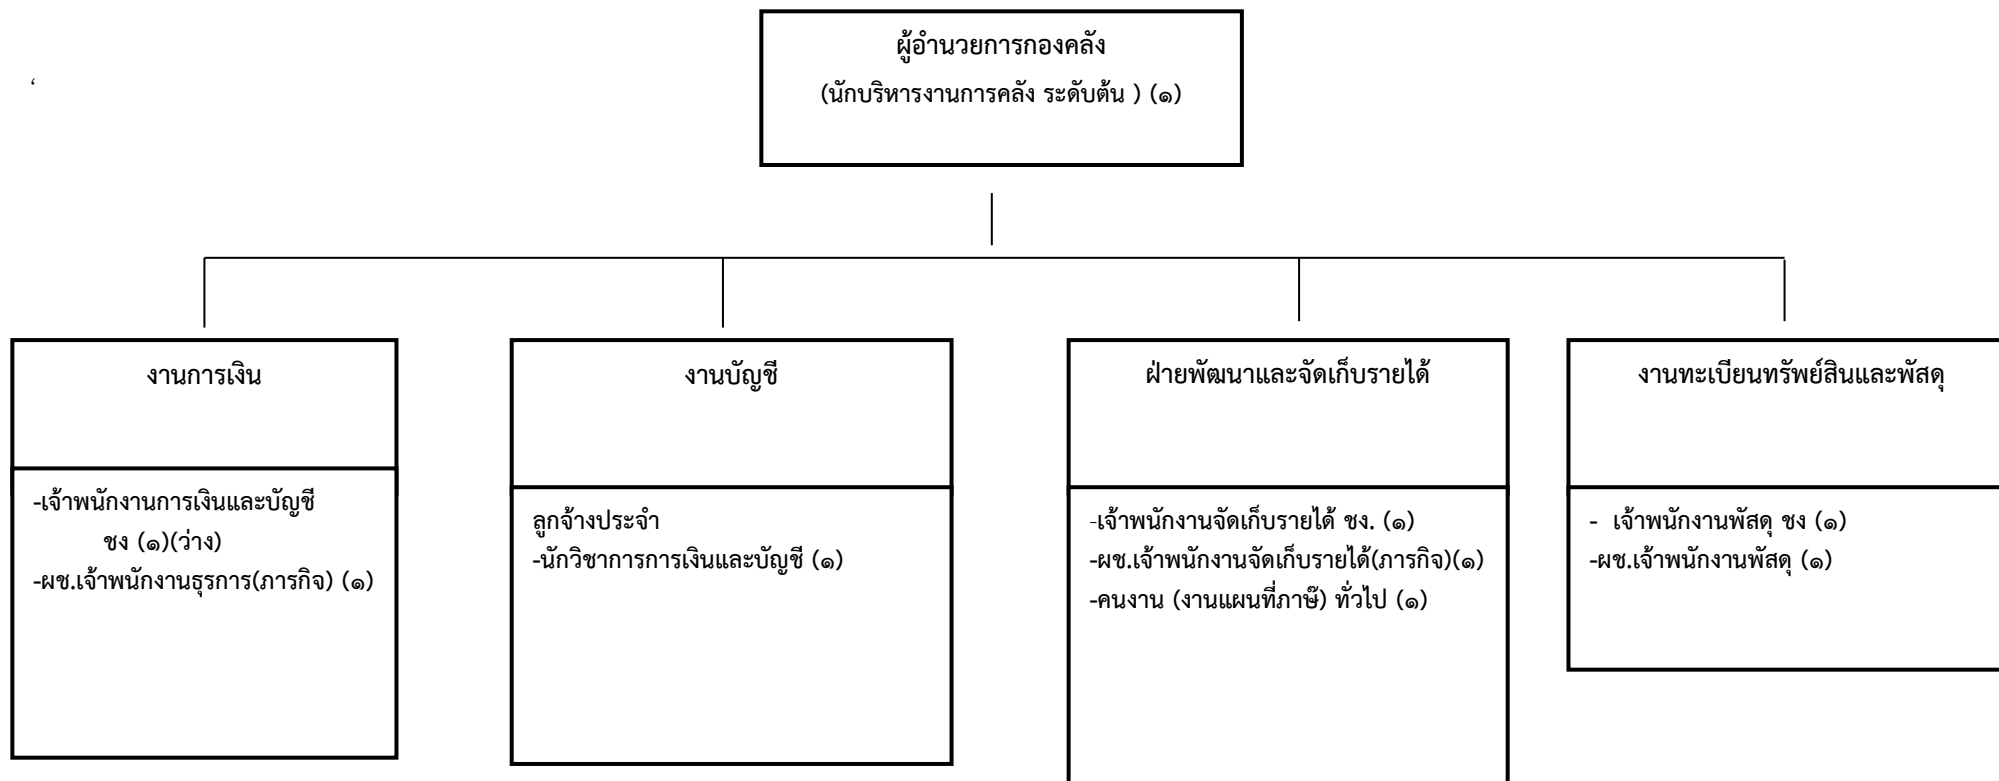 ผู้อำนวยการกองคลัง
(นักบริหารงานการคลัง ระดับต้น ) (๑)
‘
งานการเงิน
-เจ้าพนักงานการเงินและบัญชี
ชง (๑)(ว่าง)
-ผช.เจ้าพนักงานธุรการ(ภารกิจ) (๑)
งานบัญชี
ลูกจ้างประจำ
-นักวิชาการการเงินและบัญชี (๑)
ฝ่ายพัฒนาและจัดเก็บรายได้
-เจ้าพนักงานจัดเก็บรายได้ ชง. (๑)
-ผช.เจ้าพนักงานจัดเก็บรายได้(ภารกิจ)(๑)
-คนงาน (งานแผนที่ภาษ๊) ทั่วไป (๑)
งานทะเบียนทรัพย์สินและพัสดุ
- เจ้าพนักงานพัสดุ ชง (๑)
-ผช.เจ้าพนักงานพัสดุ (๑)